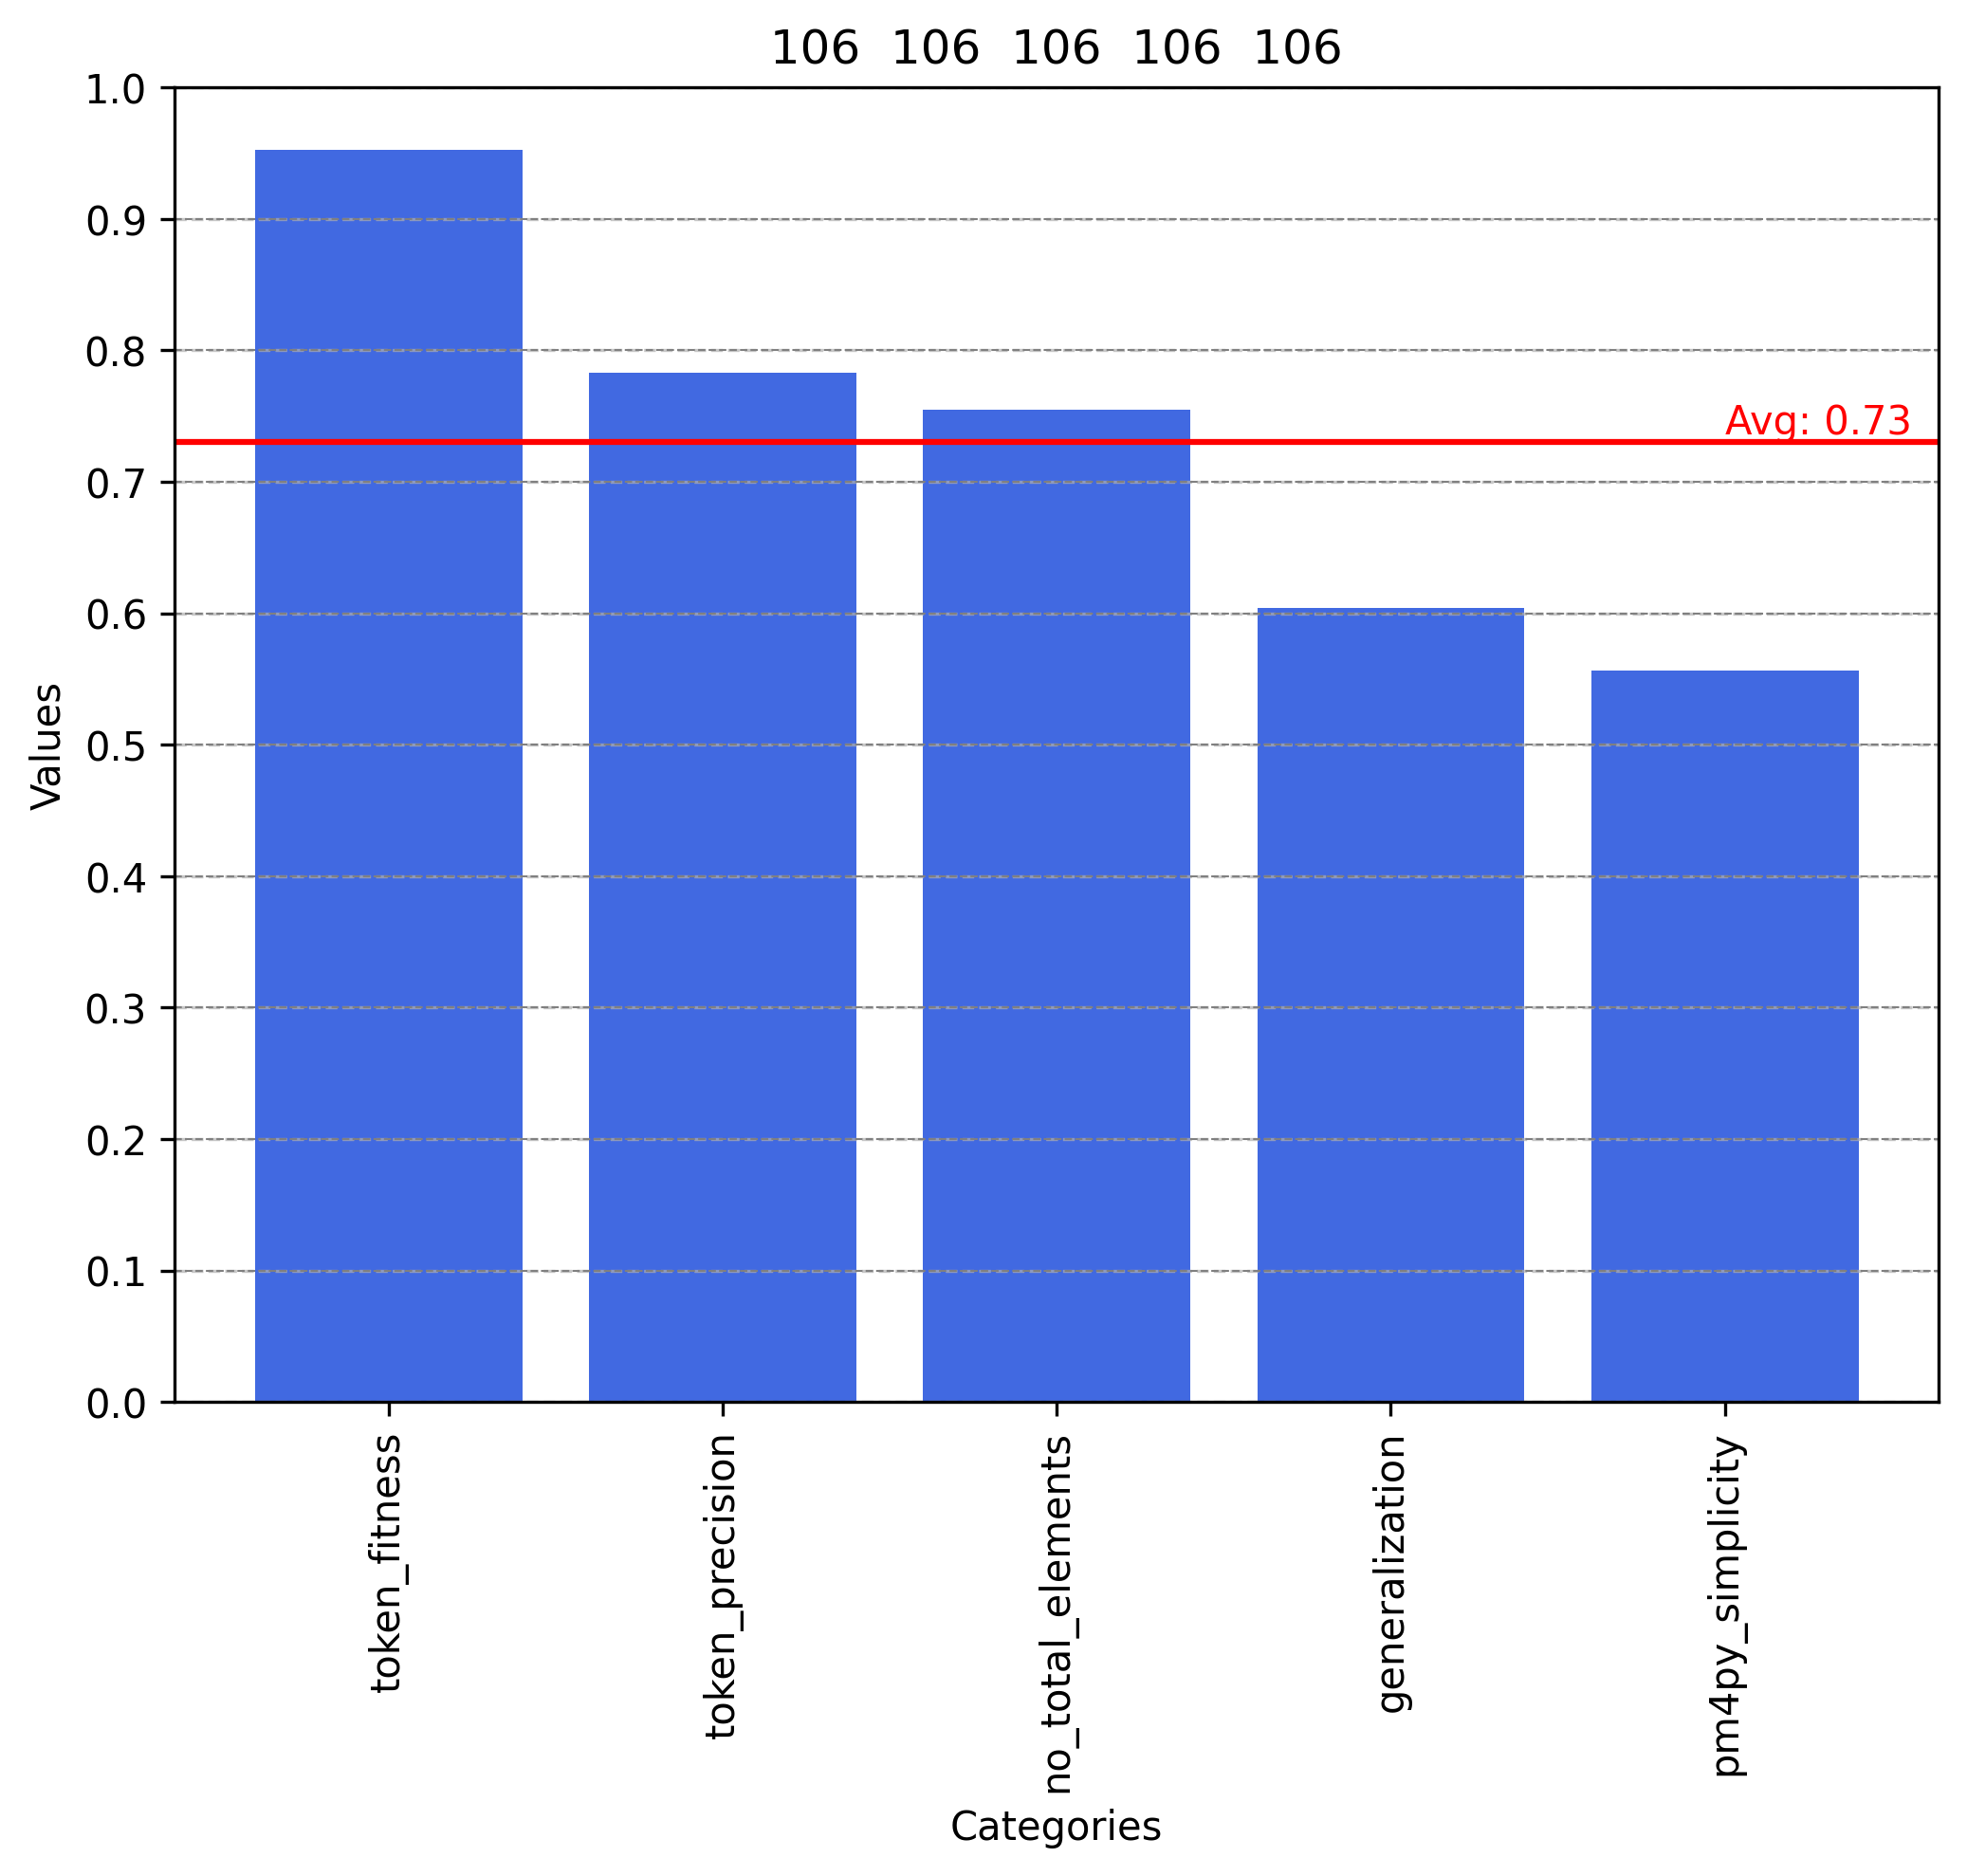 106 106 106 106 106
1.0
0.9
0.8
0.7
0.6
0.5
0.4
0.3
0.2
0.1
0.0
Values
Avg: 0.73
token_fitness
token_precision
no_total_elements
generalization
pm4py_simplicity
Categories